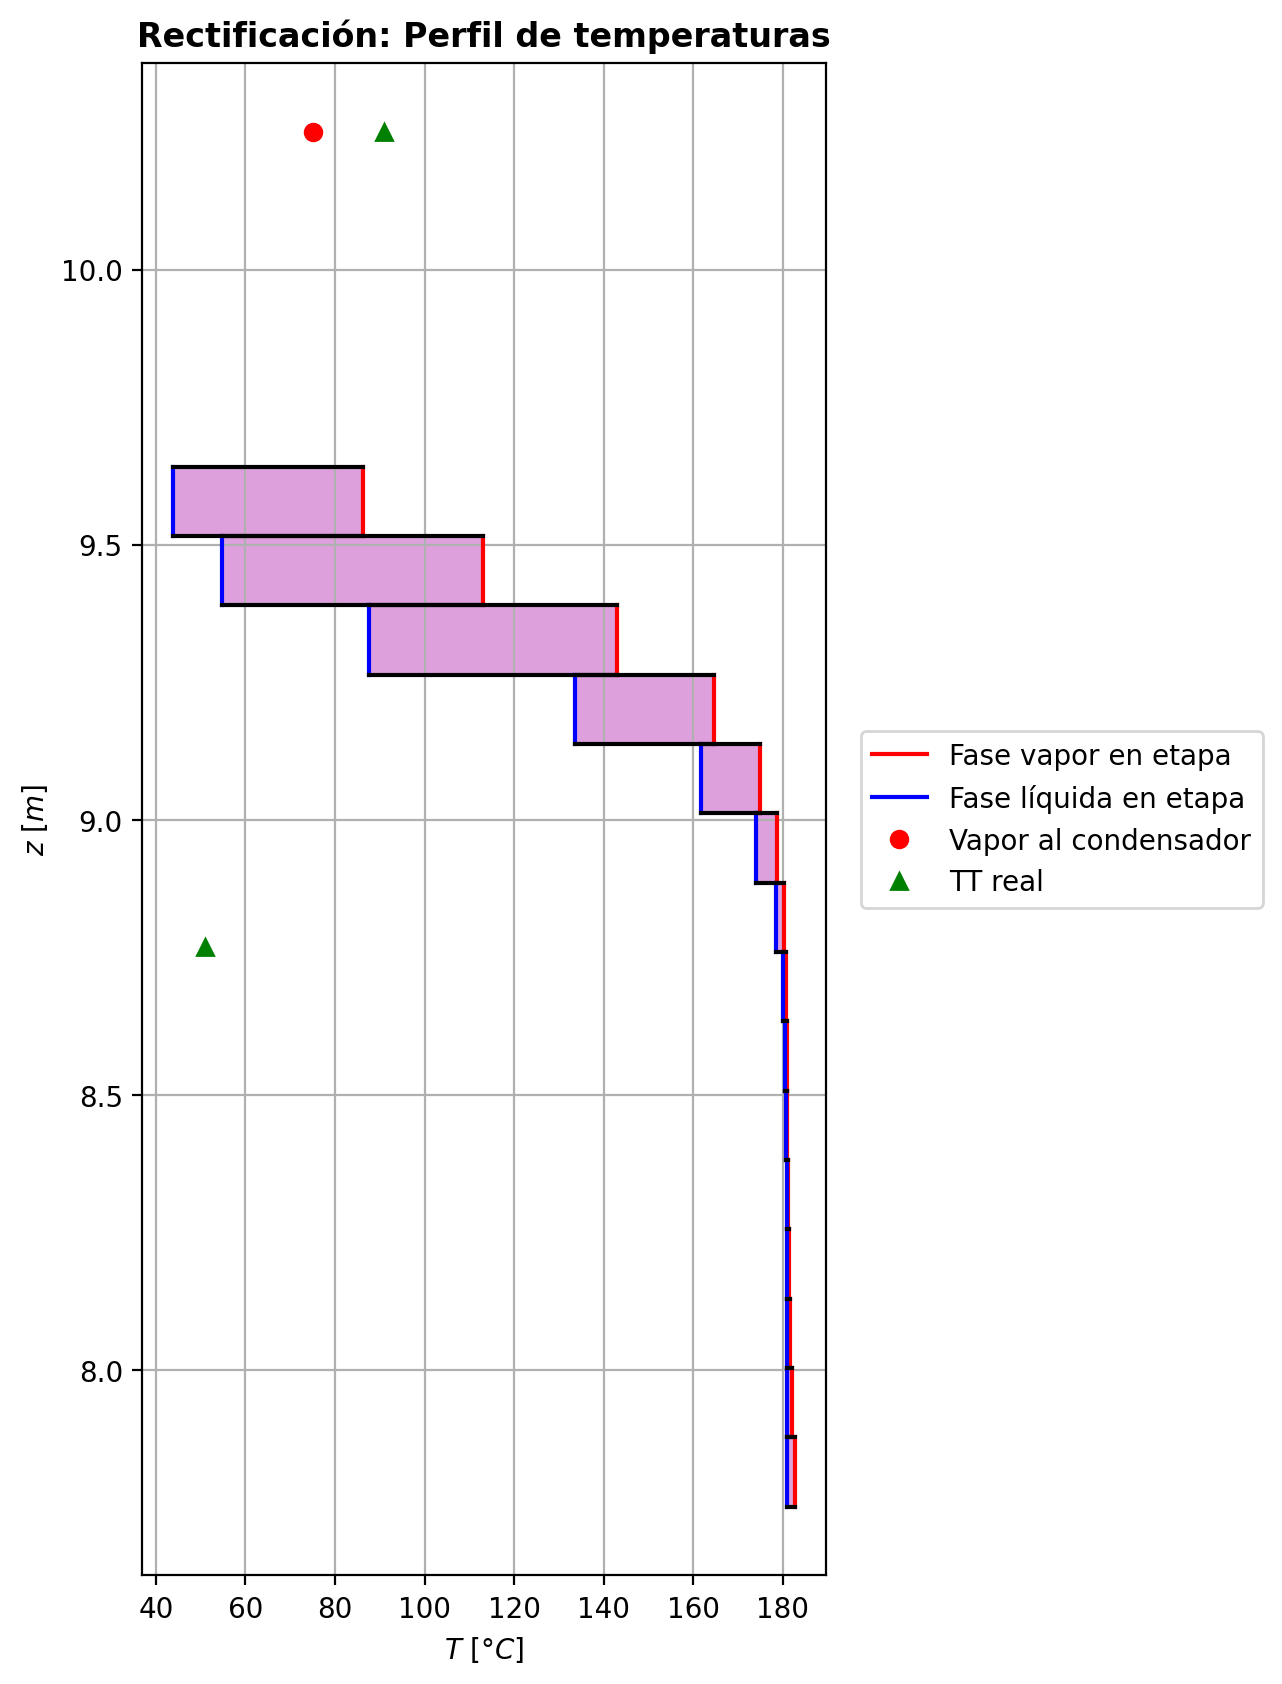 Rectificación: Perfil de temperaturas
10.0
9.5
9.0
8.5
8.0
z [m]
40 60 80 100 120 140 160 180
T [°C]
Fase vapor en etapa
Fase líquida en etapa
Vapor al condensador
TT real